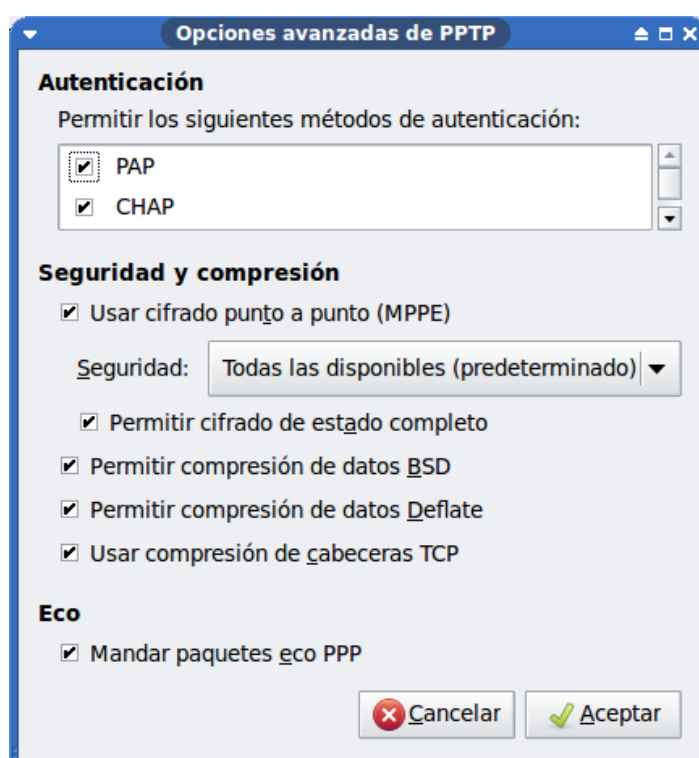 Opciones avanzadas de PPTP
Autenticación
Permitir los siguientes métodos de autenticación:
PAP
CHAP
Seguridad y compresión
Usar cifrado punto a punto (MPPE)
Seguridad: Todas las disponibles (predeterminado)
Permitir cifrado de estado completo
Permitir compresión de datos BSD
Permitir compresión de datos Deflate
Usar compresión de cabeceras TCP
Eco
Mandar paquetes eco PPP
Cancelar Aceptar